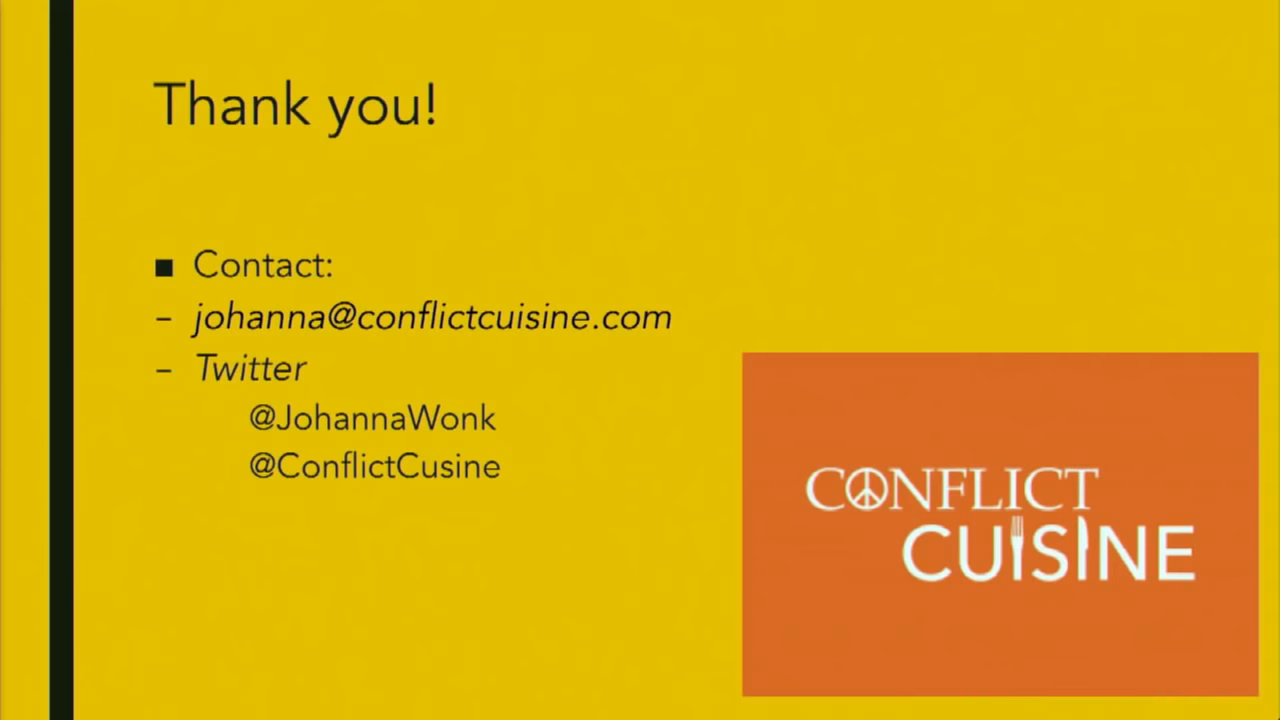 Thank you!
■ Contact:
– johanna@conflictcuisine.com
– Twitter
@JohannaWonk
@ConflictCusine
CONFLICT
CUISINE